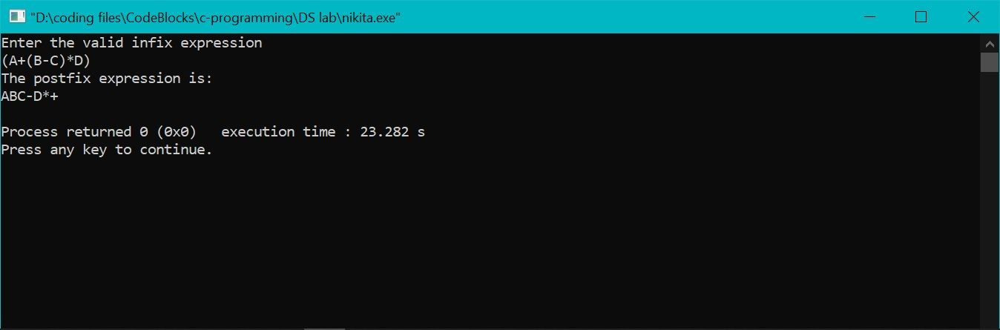 "D:\coding files\CodeBlocks\c-programming\DS lab\nikita.exe"
Enter the valid infix expression
(A+(B-C)*D)
The postfix expression is:
ABC-D*+
Process returned 0 (0x0)   execution time : 23.282 s
Press any key to continue.